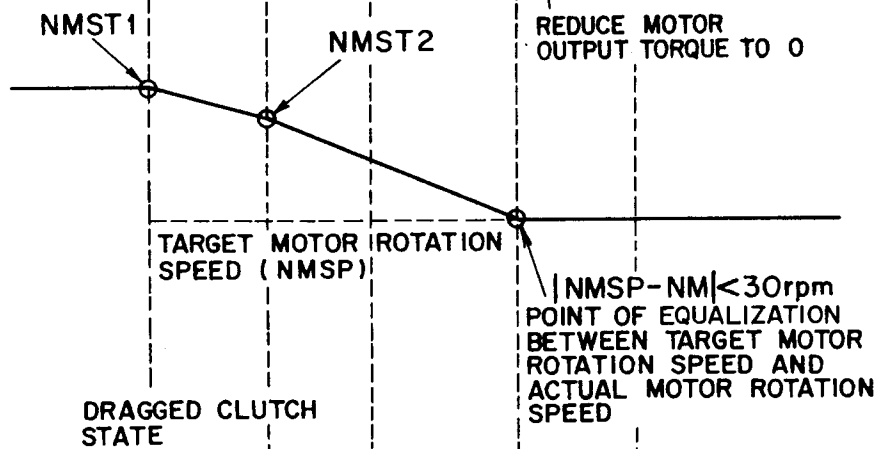 NMST1
NMST2
REDUCE MOTOR
OUTPUT TORQUE TO 0
TARGET MOTOR ROTATION
SPEED (NMSP)
|NMSP-NM|<30rpm
POINT OF EQUALIZATION
BETWEEN TARGET MOTOR
ROTATION SPEED AND
ACTUAL MOTOR ROTATION
SPEED
DRAGGED CLUTCH
STATE